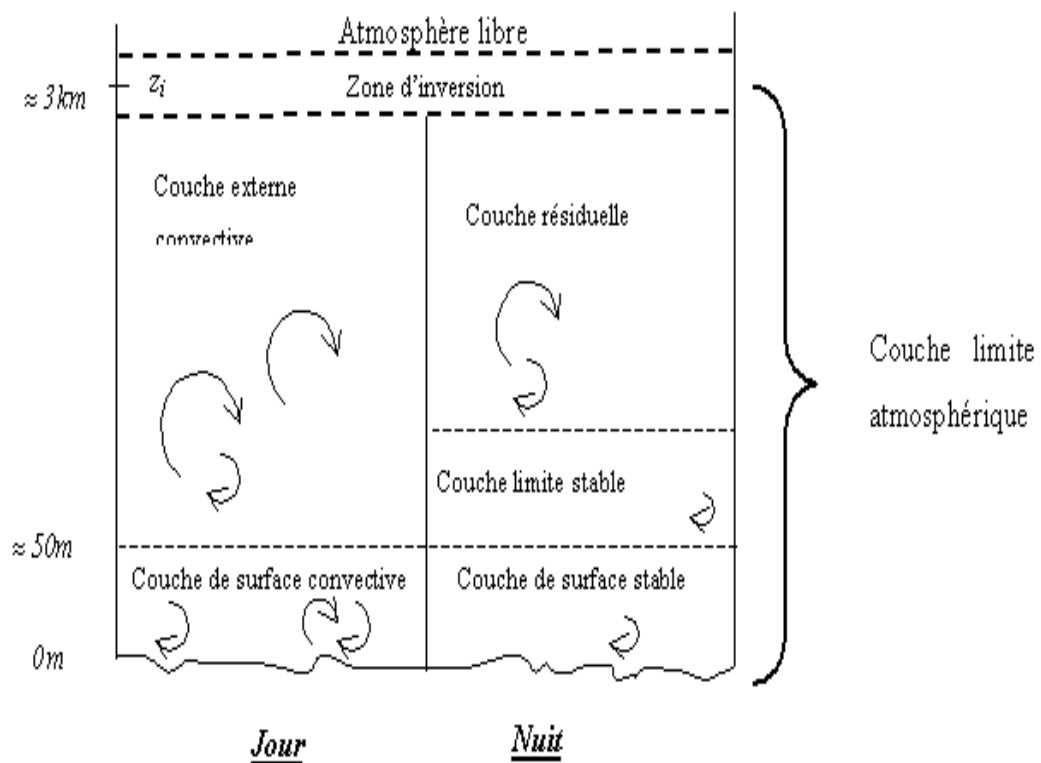 Atmosphère libre
≈ 3km
z_i
Zone d'inversion
Couche externe
convective
Couche résiduelle
Couche limite
atmosphérique
Couche limite stable
≈ 50m
Couche de surface convective
Couche de surface stable
0m
Jour
Nuit